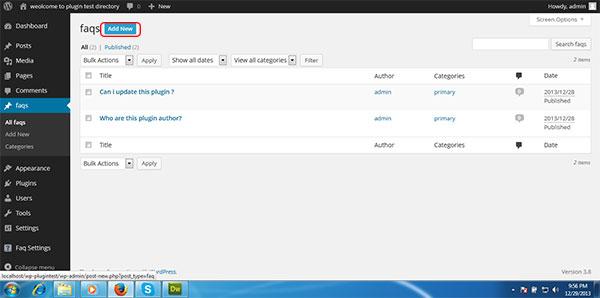 weolcome to plugin test directory 0 + New Howdy, admin
Screen Options
Dashboard
Posts
Media
Pages
Comments
faqs
All faqs
Add New
Categories
Appearance
Plugins
Users
Tools
Settings
Faq Settings
Collapse menu
faqs Add New
All (2) | Published (2)
Search faqs
Bulk Actions Apply Show all dates View all categories Filter 2 items
Title Author Categories Date
Can i update this plugin ? admin primary 0 2013/12/28
Published
Who are this plugin author? admin primary 0 2013/12/28
Published
Title Author Categories Date
Bulk Actions Apply 2 items
WordPress. Version 3.8
localhost/wp-plugintest/wp-admin/post-new.php?post_type=faq
S Dw
9:56 PM
12/29/2013